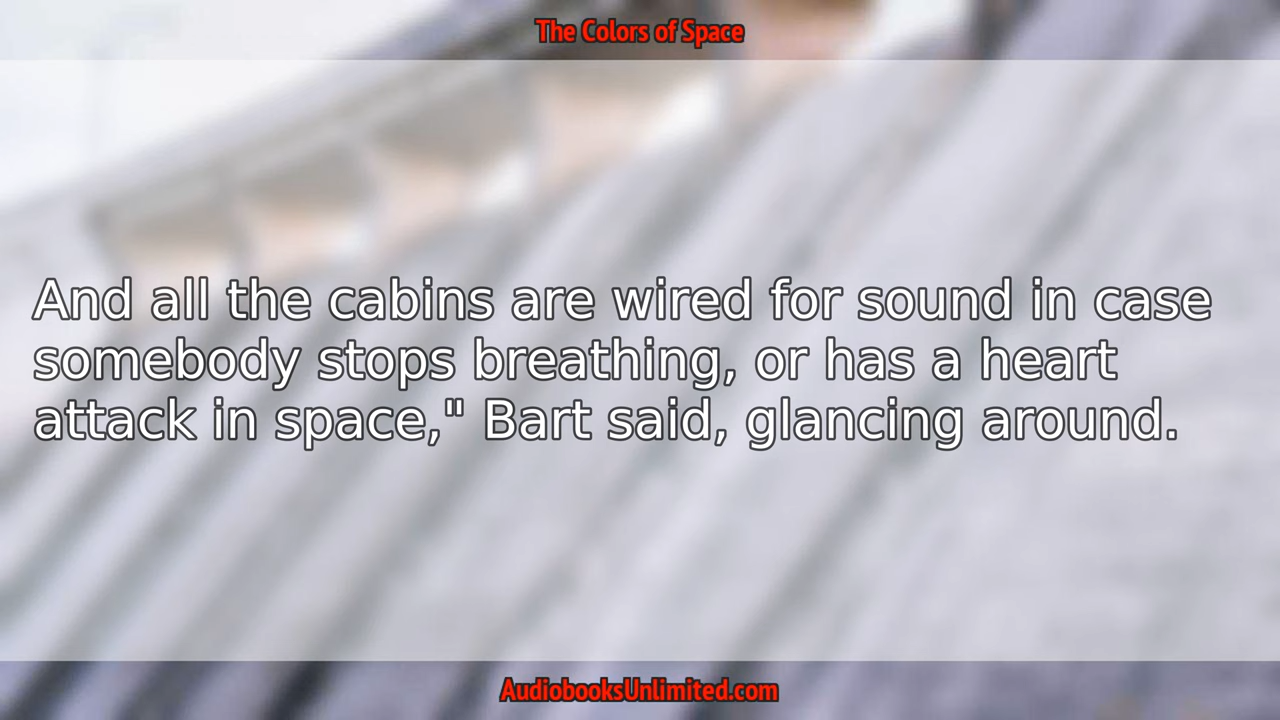 The Colors of Space
And all the cabins are wired for sound in case
somebody stops breathing, or has a heart
attack in space," Bart said, glancing around.
AudiobooksUnlimited.com